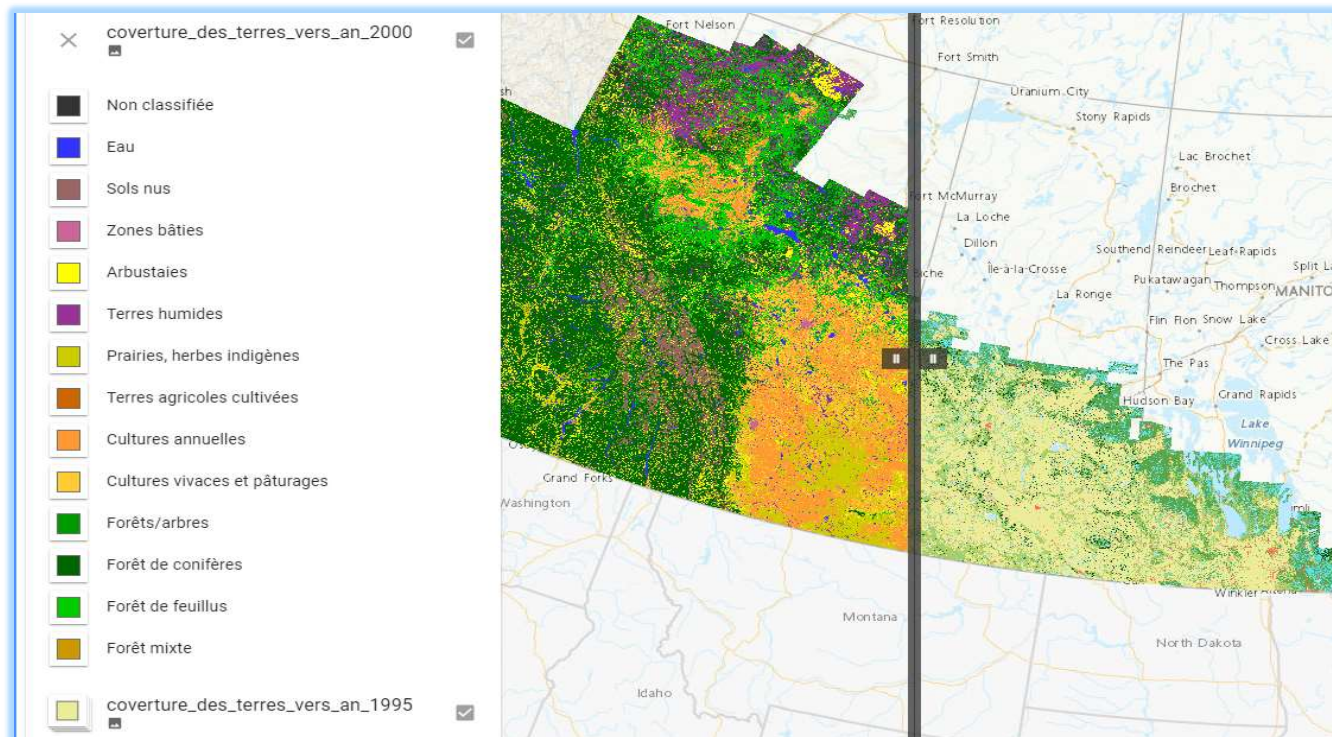 coverture_des_terres_vers_an_2000
Non classifiée
Eau
Sols nus
Zones bâties
Arbustaies
Terres humides
Prairies, herbes indigènes
Terres agricoles cultivées
Cultures annuelles
Cultures vivaces et pâturages
Forêts/arbres
Forêt de conifères
Forêt de feuillus
Forêt mixte
coverture_des_terres_vers_an_1995
Fort Nelson
Fort Resolution
Fort Smith
Uranium City
Stony Rapids
Lac Brochet
Brochet
Fort McMurray
La Loche
Dillon
Southend Reindeer
Leaf-Rapids
Île-à-la-Crosse
Split La
Pukatawagan
Thompson
MANITO
La Ronge
Flin Flon
Snow Lake
Cross Lake
The Pas
Hudson Bay
Grand Rapids
Lake
Winnipeg
Grand Forks
Washington
Winkler
Montana
North Dakota
Idaho